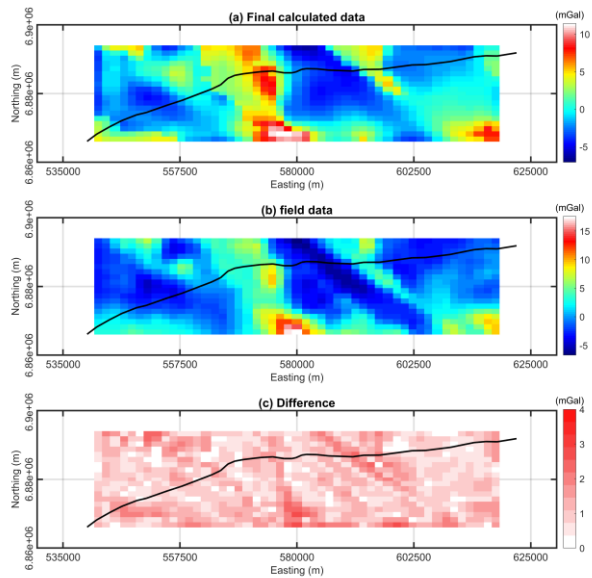 (a) Final calculated data
(mGal)
6.9e+06
6.88e+06
6.86e+06
Northing (m)
535000
557500
580000
602500
625000
Easting (m)
10
5
0
-5
(b) field data
(mGal)
6.9e+06
6.88e+06
6.86e+06
Northing (m)
535000
557500
580000
602500
625000
Easting (m)
15
10
5
0
-5
(c) Difference
(mGal)
6.9e+06
6.88e+06
6.86e+06
Northing (m)
535000
557500
580000
602500
625000
Easting (m)
4
3
2
1
0